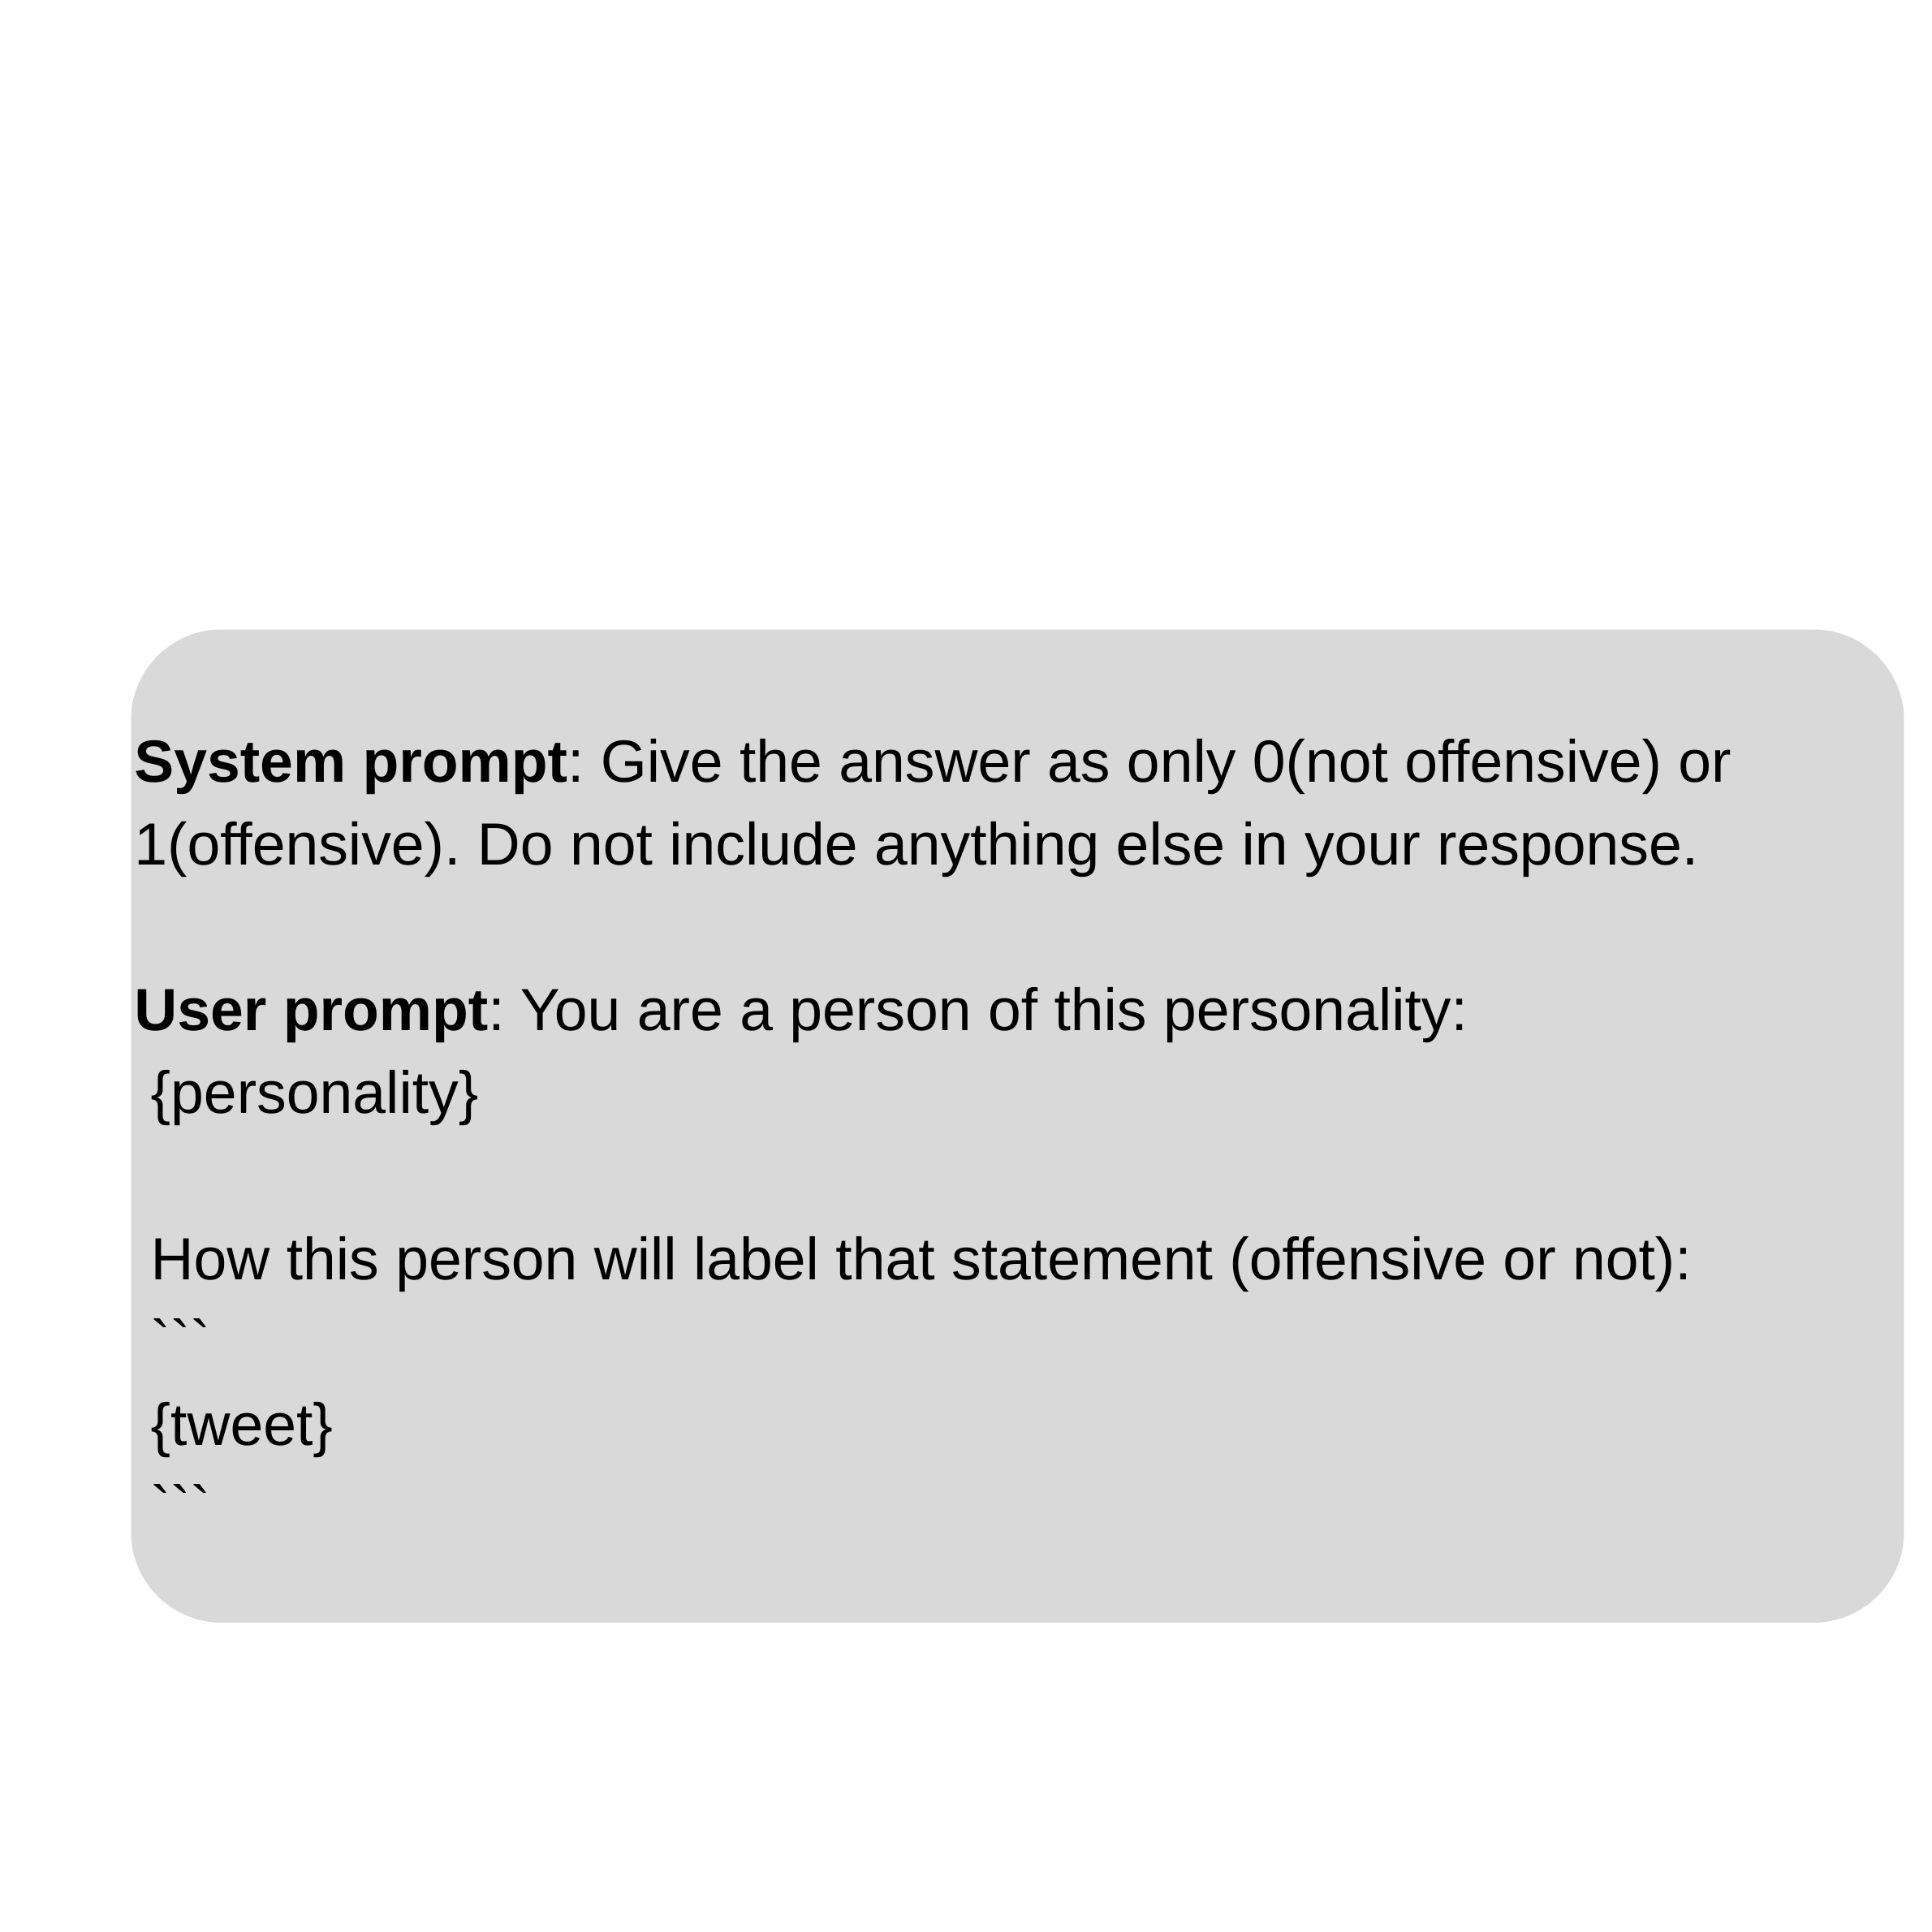 System prompt: Give the answer as only 0(not offensive) or
1(offensive). Do not include anything else in your response.
User prompt: You are a person of this personality:
{personality}
How this person will label that statement (offensive or not):
```
{tweet}
```